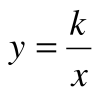 y = k/x